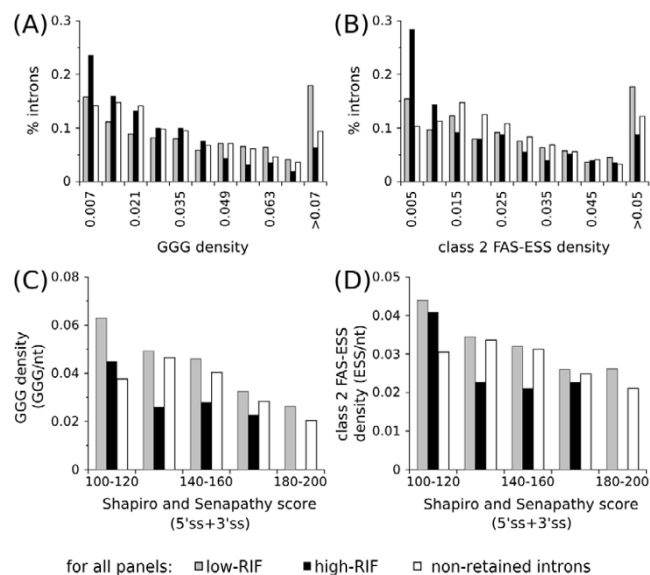 (A)
% introns
0.3
0.2
0.1
0
0.007
0.021
0.035
0.049
0.063
>0.07
GGG density
(B)
% introns
0.3
0.2
0.1
0
0.005
0.015
0.025
0.035
0.045
>0.05
class 2 FAS-ESS density
(C)
GGG density
(GGG/nt)
0.08
0.06
0.04
0.02
0
100-120
140-160
180-200
Shapiro and Senapathy score
(5'ss+3'ss)
(D)
class 2 FAS-ESS
density (ESS/nt)
0.05
0.04
0.03
0.02
0.01
0
100-120
140-160
180-200
Shapiro and Senapathy score
(5'ss+3'ss)
for all panels: low-RIF high-RIF non-retained introns